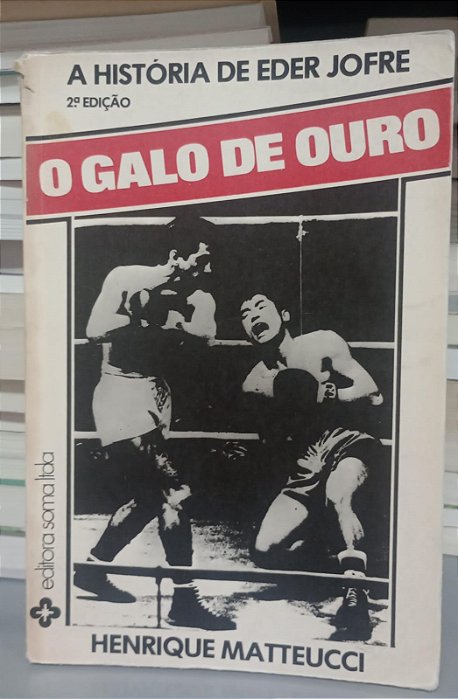 A HISTÓRIA DE EDER JOFRE
2ª EDIÇÃO
O GALO DE OURO
editora soma ltda
HENRIQUE MATTEUCCI